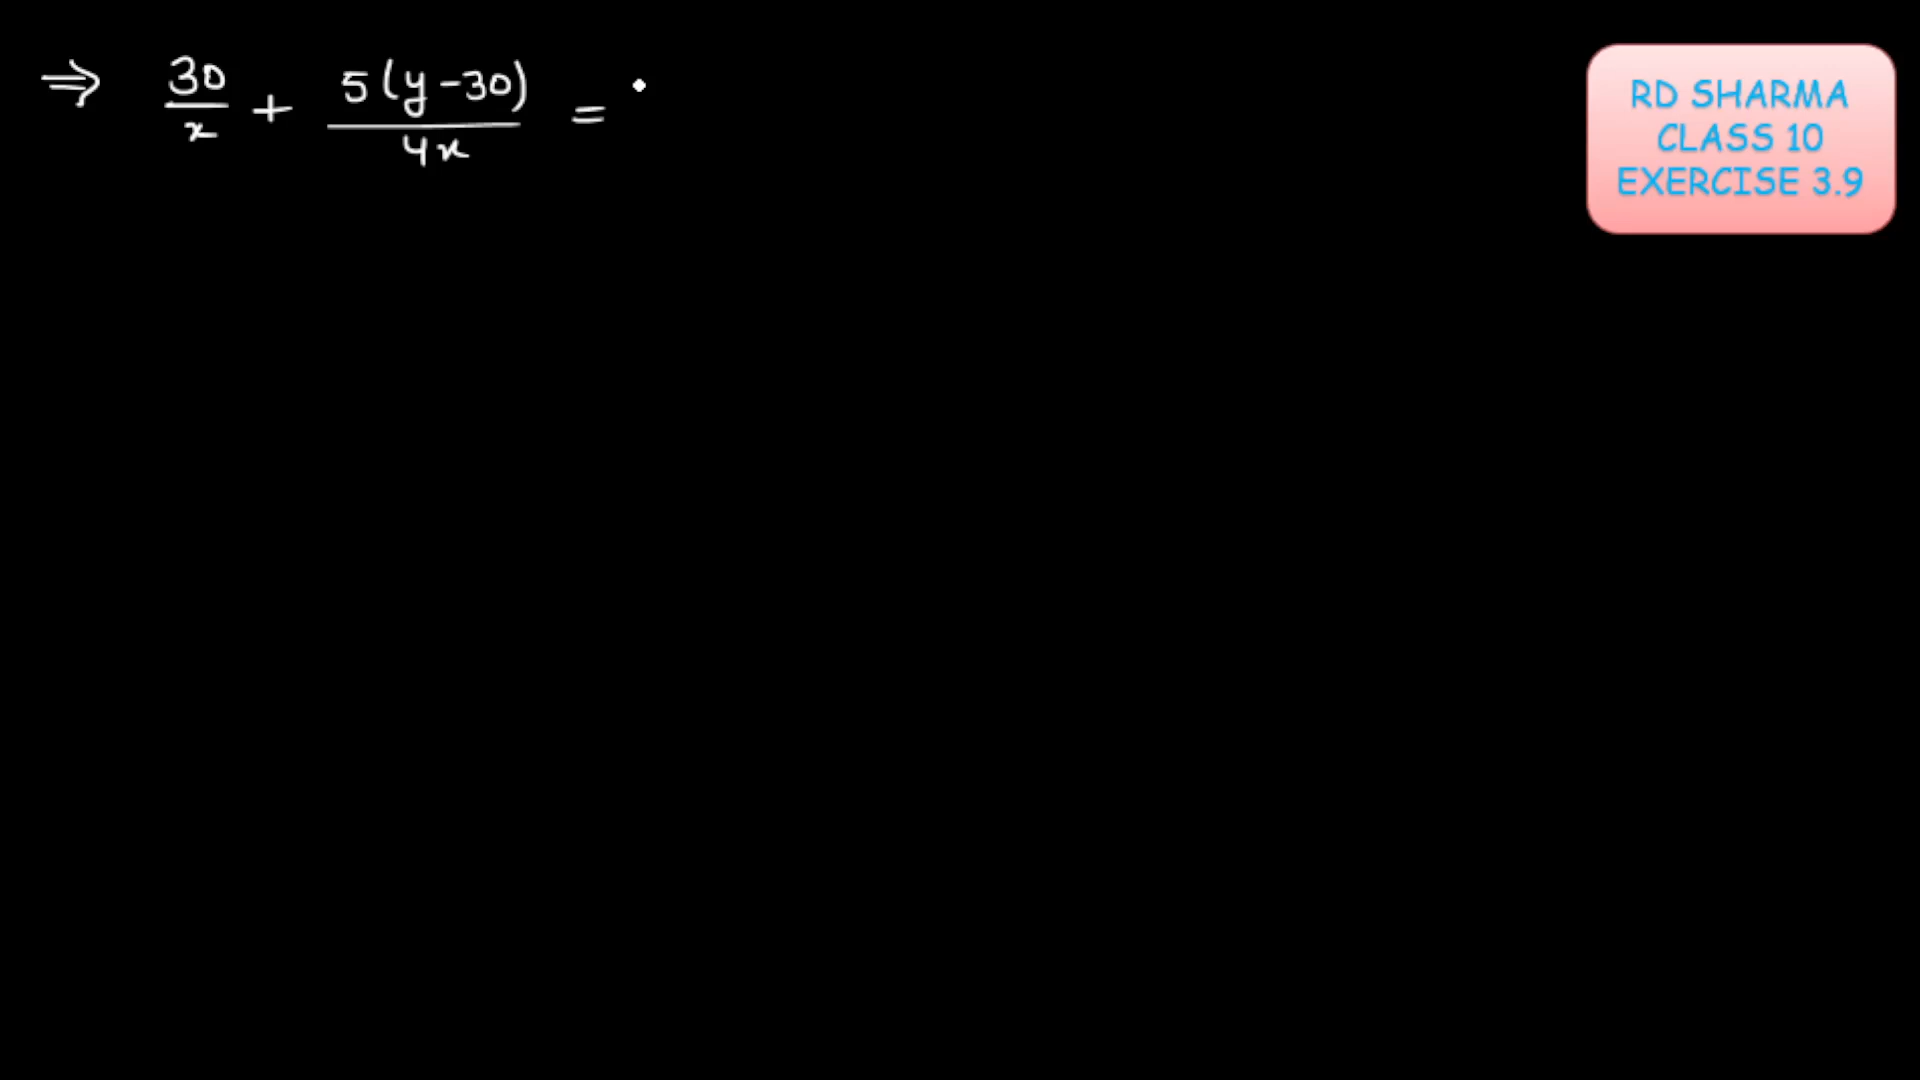 ⇒ 30/x + 5(y-30)/4x =
RD SHARMA
CLASS 10
EXERCISE 3.9